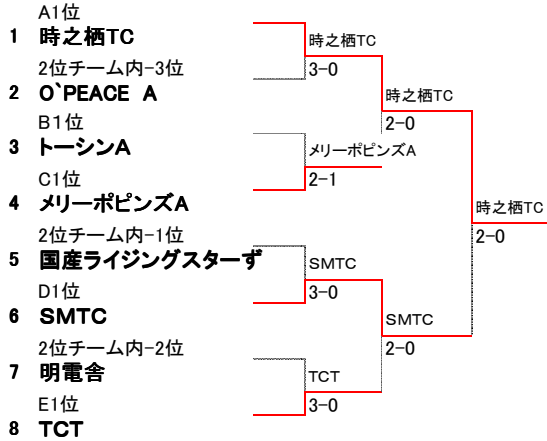 A1位
1 時之栖TC
時之栖TC
2位チーム内-3位
3-0
2 O`PEACE A
時之栖TC
B1位
2-0
3 トーシンA
メリーポピンズA
C1位
2-1
4 メリーポピンズA
時之栖TC
2位チーム内-1位
2-0
5 国産ライジングスターず
SMTC
D1位
3-0
6 SMTC
SMTC
2位チーム内-2位
2-0
7 明電舎
TCT
E1位
3-0
8 TCT